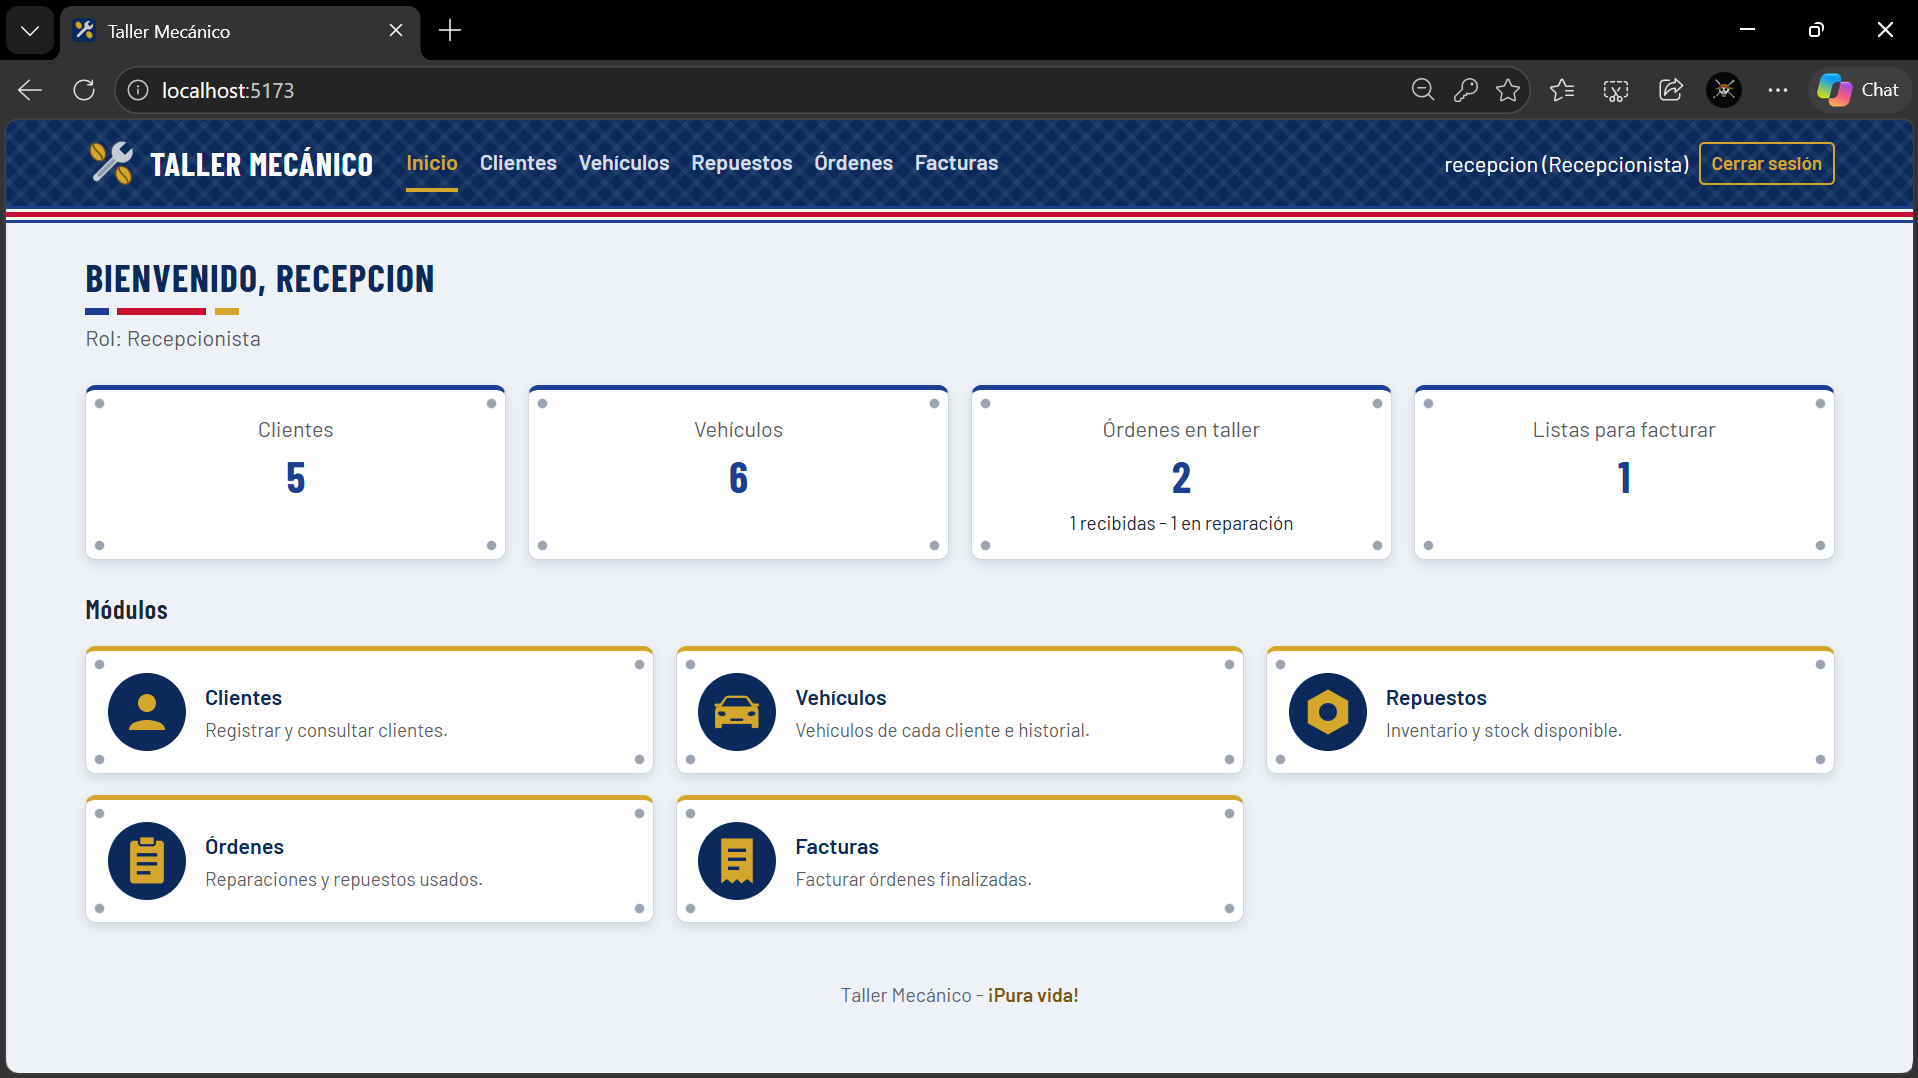 Taller Mecánico
localhost:5173
Chat
TALLER MECÁNICO
Inicio
Clientes
Vehículos
Repuestos
Órdenes
Facturas
recepcion (Recepcionista)
Cerrar sesión
BIENVENIDO, RECEPCION
Rol: Recepcionista
Clientes
5
Vehículos
6
Órdenes en taller
2
1 recibidas - 1 en reparación
Listas para facturar
1
Módulos
Clientes
Registrar y consultar clientes.
Vehículos
Vehículos de cada cliente e historial.
Repuestos
Inventario y stock disponible.
Órdenes
Reparaciones y repuestos usados.
Facturas
Facturar órdenes finalizadas.
Taller Mecánico - ¡Pura vida!